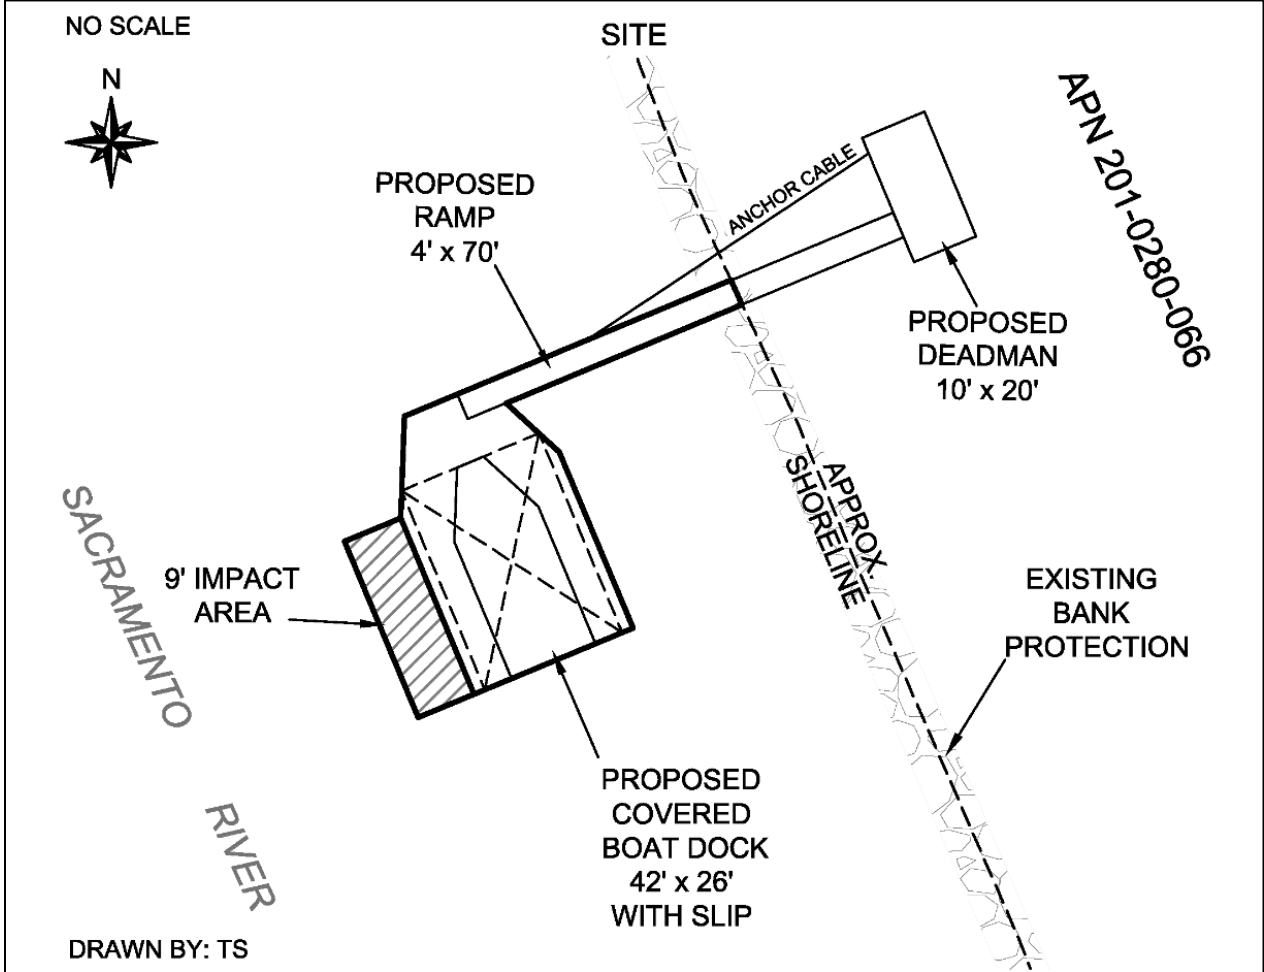 NO SCALE
SITE
N
APN 201-0280-066
ANCHOR CABLE
PROPOSED
RAMP
4' x 70'
PROPOSED
DEADMAN
10' x 20'
APPROX.
SHORELINE
SACRAMENTO
RIVER
9' IMPACT
AREA
EXISTING
BANK
PROTECTION
PROPOSED
COVERED
BOAT DOCK
42' x 26'
WITH SLIP
DRAWN BY: TS